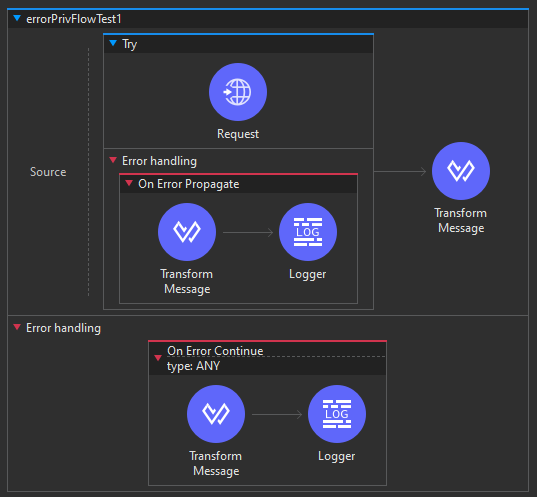 errorPrivFlowTest1
Source
Try
Request
Error handling
On Error Propagate
Transform
Message
LOG
Logger
Transform
Message
Error handling
On Error Continue
type: ANY
Transform
Message
LOG
Logger